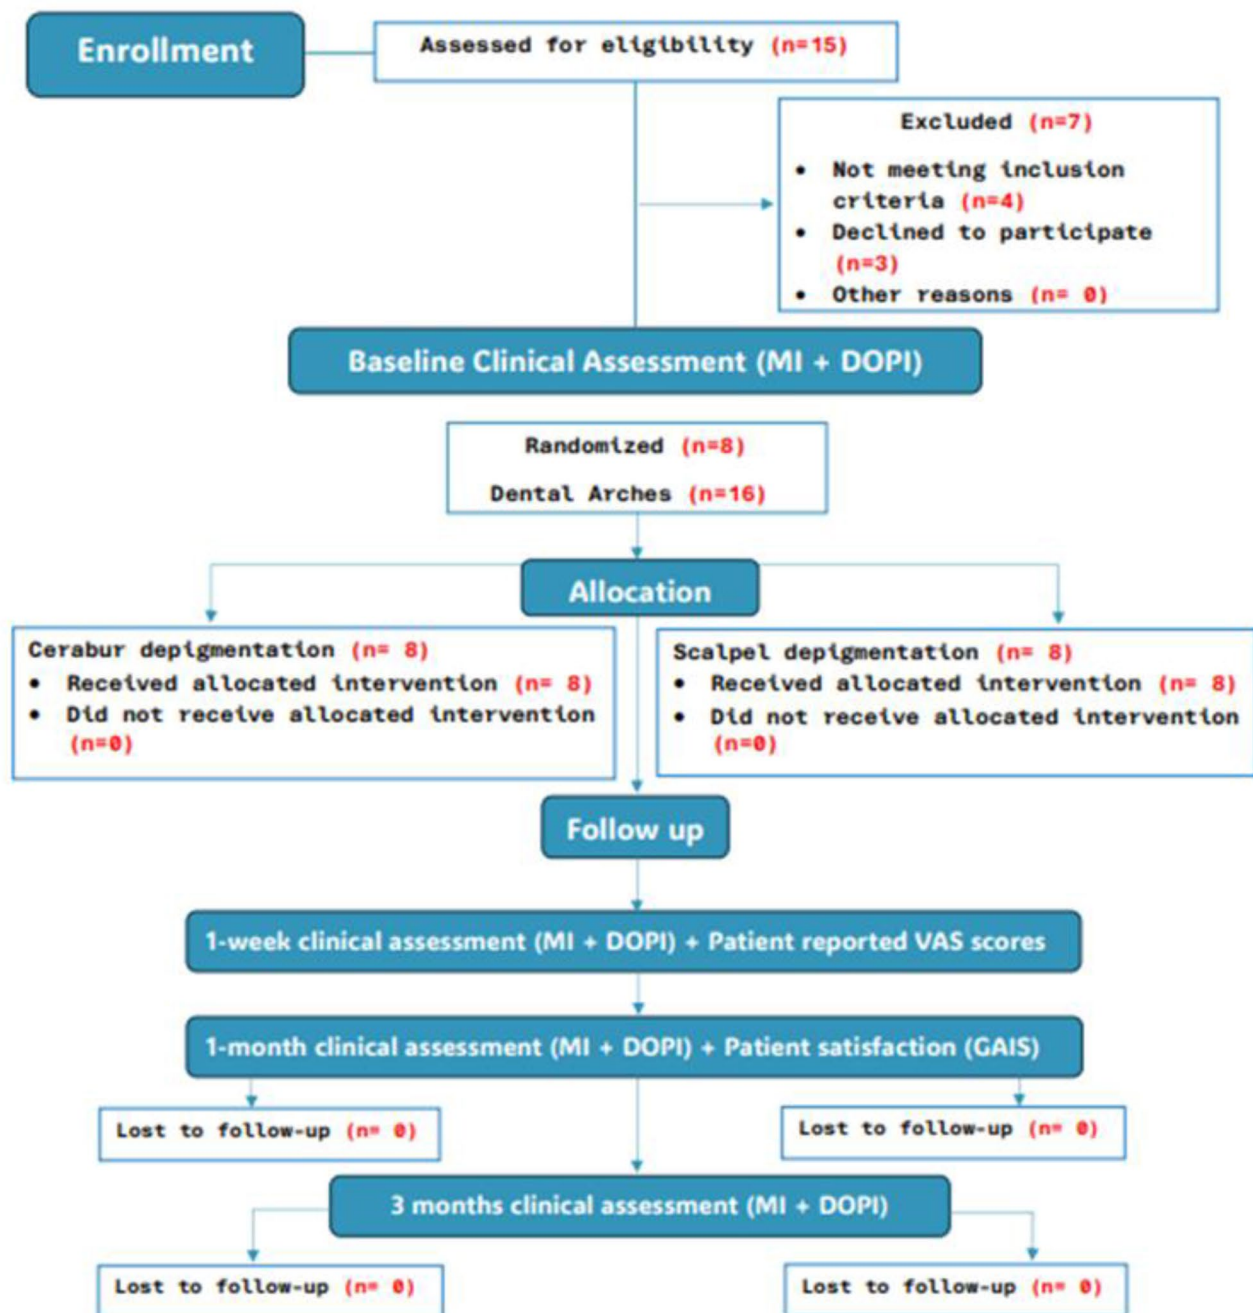 Enrollment
Assessed for eligibility (n=15)
Excluded (n=7)
• Not meeting inclusion
criteria (n=4)
• Declined to participate
(n=3)
• Other reasons (n= 0)
Baseline Clinical Assessment (MI + DOPI)
Randomized (n=8)
Dental Arches (n=16)
Allocation
Cerabur depigmentation (n= 8)
• Received allocated intervention (n= 8)
• Did not receive allocated intervention
(n=0)
Scalpel depigmentation (n= 8)
• Received allocated intervention (n= 8)
• Did not receive allocated intervention
(n=0)
Follow up
1-week clinical assessment (MI + DOPI) + Patient reported VAS scores
1-month clinical assessment (MI + DOPI) + Patient satisfaction (GAIS)
Lost to follow-up (n= 0)
Lost to follow-up (n= 0)
3 months clinical assessment (MI + DOPI)
Lost to follow-up (n= 0)
Lost to follow-up (n= 0)